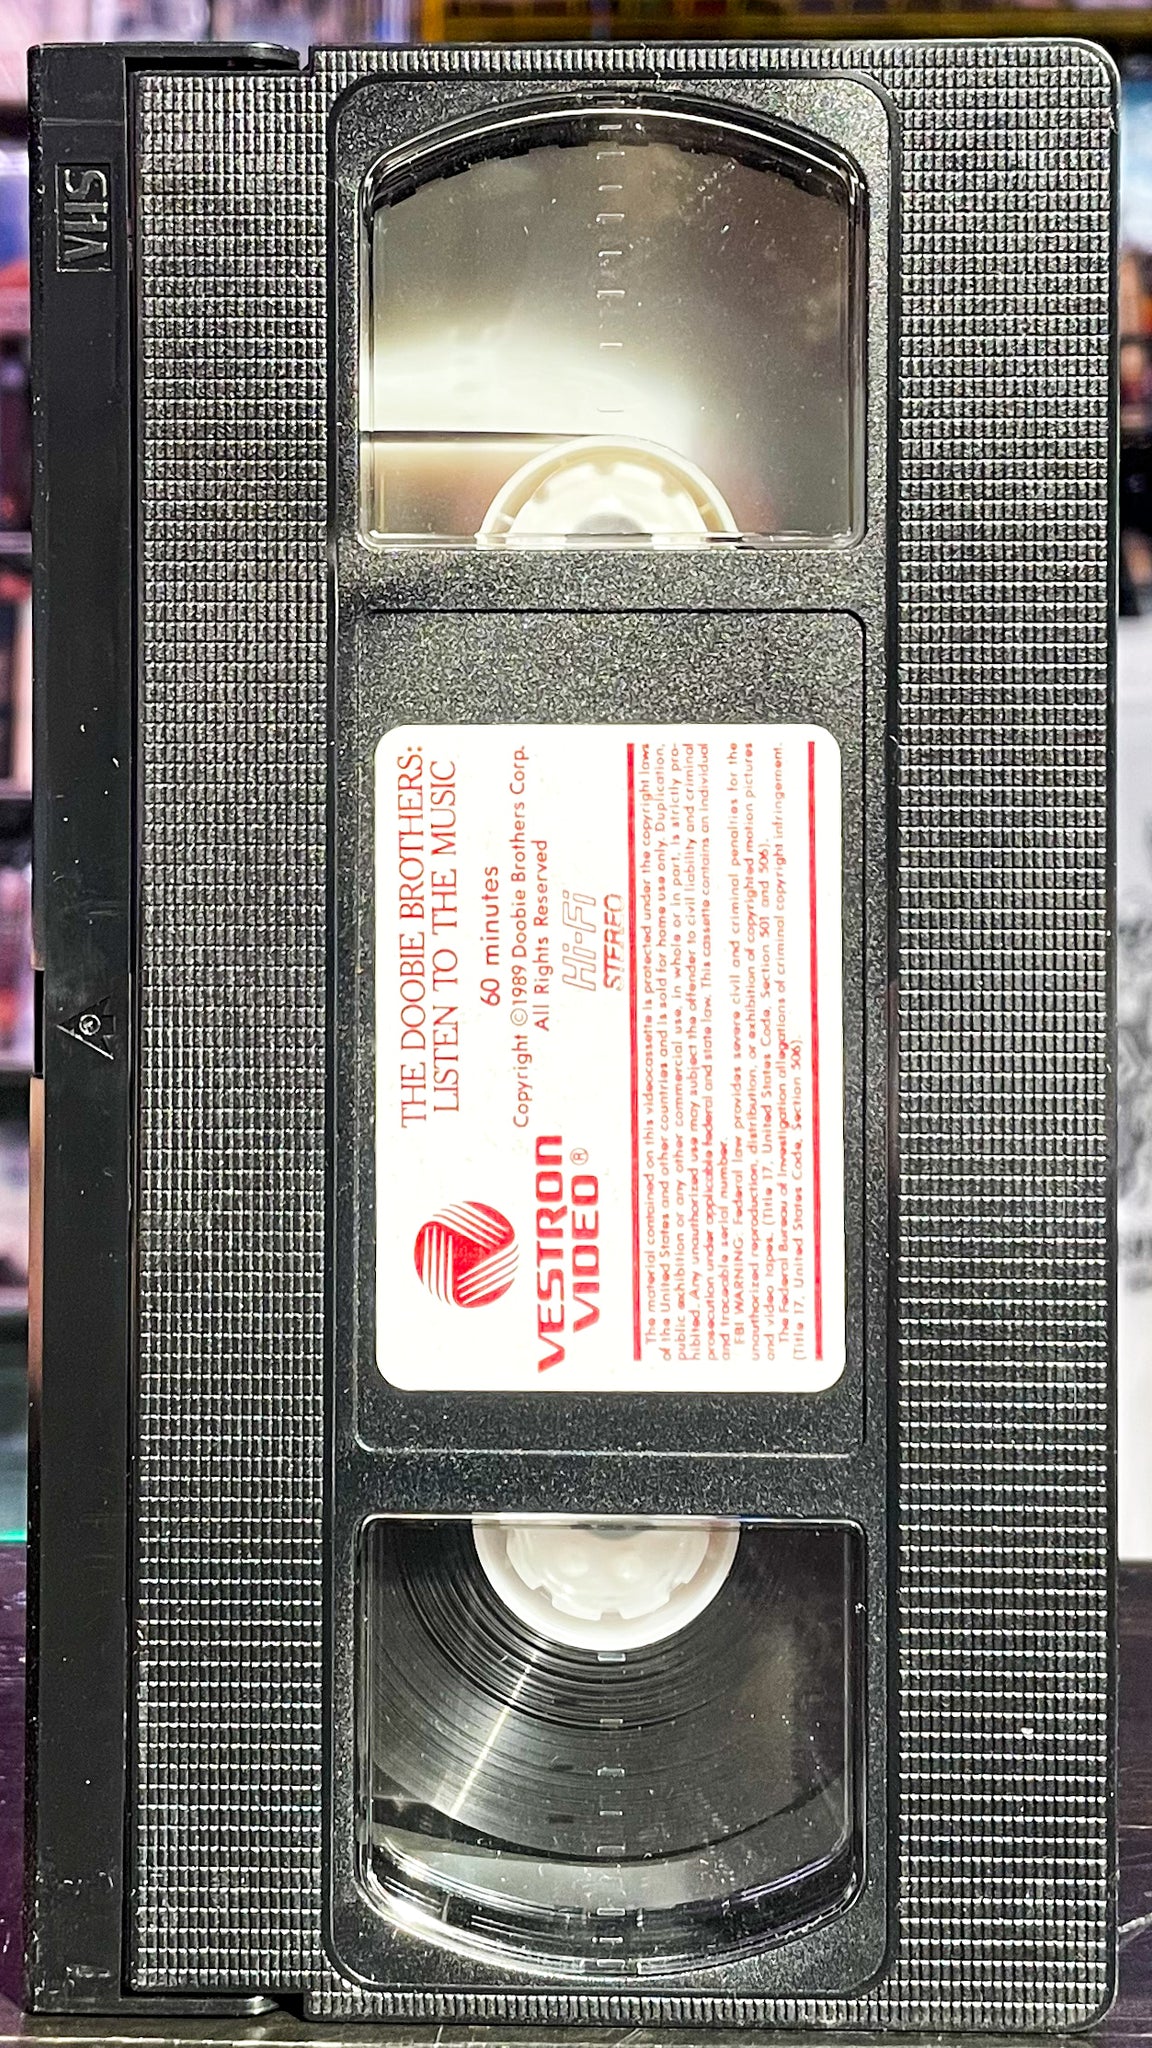 VHS
THE DOOBIE BROTHERS:
LISTEN TO THE MUSIC
60 minutes
Copyright ©1989 Doobie Brothers Corp.
All Rights Reserved
Hi-Fi
STEREO
VESTRON
VIDEO®
The material contained on this videocassette is protected under the copyright laws
of the United States and other countries and is sold for home use only. Duplication,
public exhibition or any other commercial use, in whole or in part, is strictly pro-
hibited. Any unauthorized use may subject the offender to civil liability and criminal
prosecution under applicable federal and state law. This cassette contains an individual
and traceable serial number.
FBI WARNING: Federal law provides severe civil and criminal penalties for the
unauthorized reproduction, distribution, or exhibition of copyrighted motion pictures
and video tapes. (Title 17, United States Code, Section 501 and 506).
The Federal Bureau of Investigation allegations of criminal copyright infringement.
(Title 17, United States Code, Section 506).